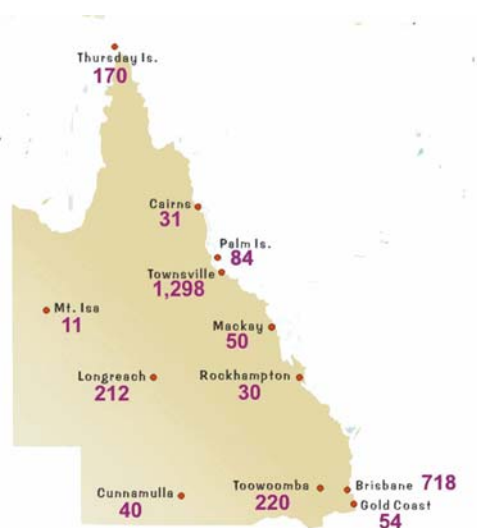 Thursday Is.
170
Cairns
31
Palm Is.
84
Townsville
1,298
Mt. Isa
11
Mackay
50
Longreach
212
Rockhampton
30
Toowoomba
220
Brisbane 718
Cunnamulla
40
Gold Coast
54